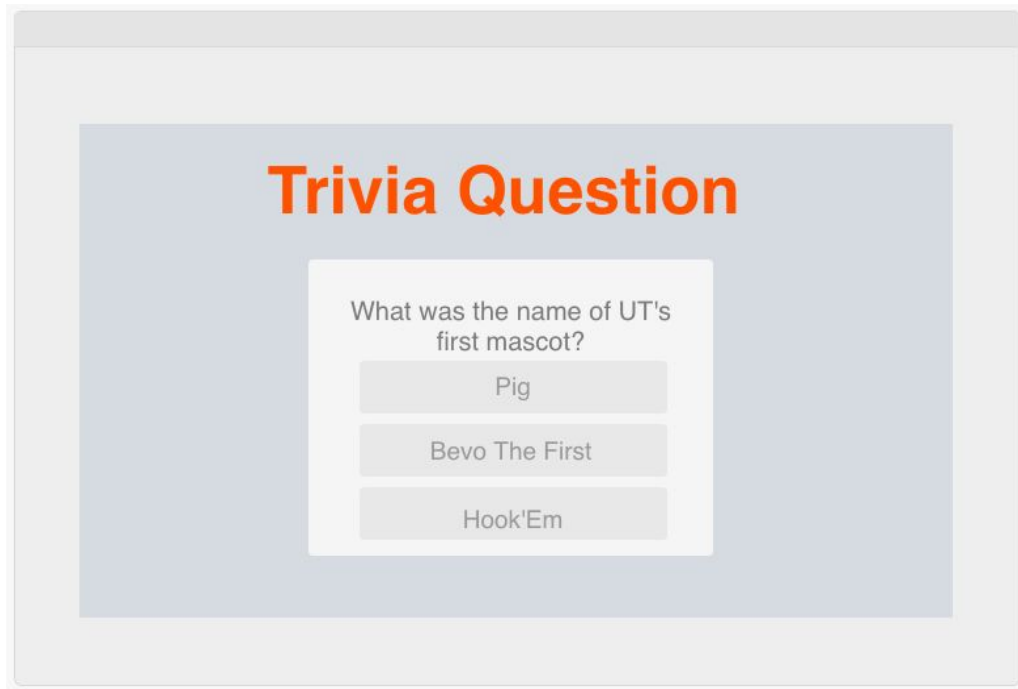 Trivia Question
What was the name of UT's
first mascot?
Pig
Bevo The First
Hook'Em